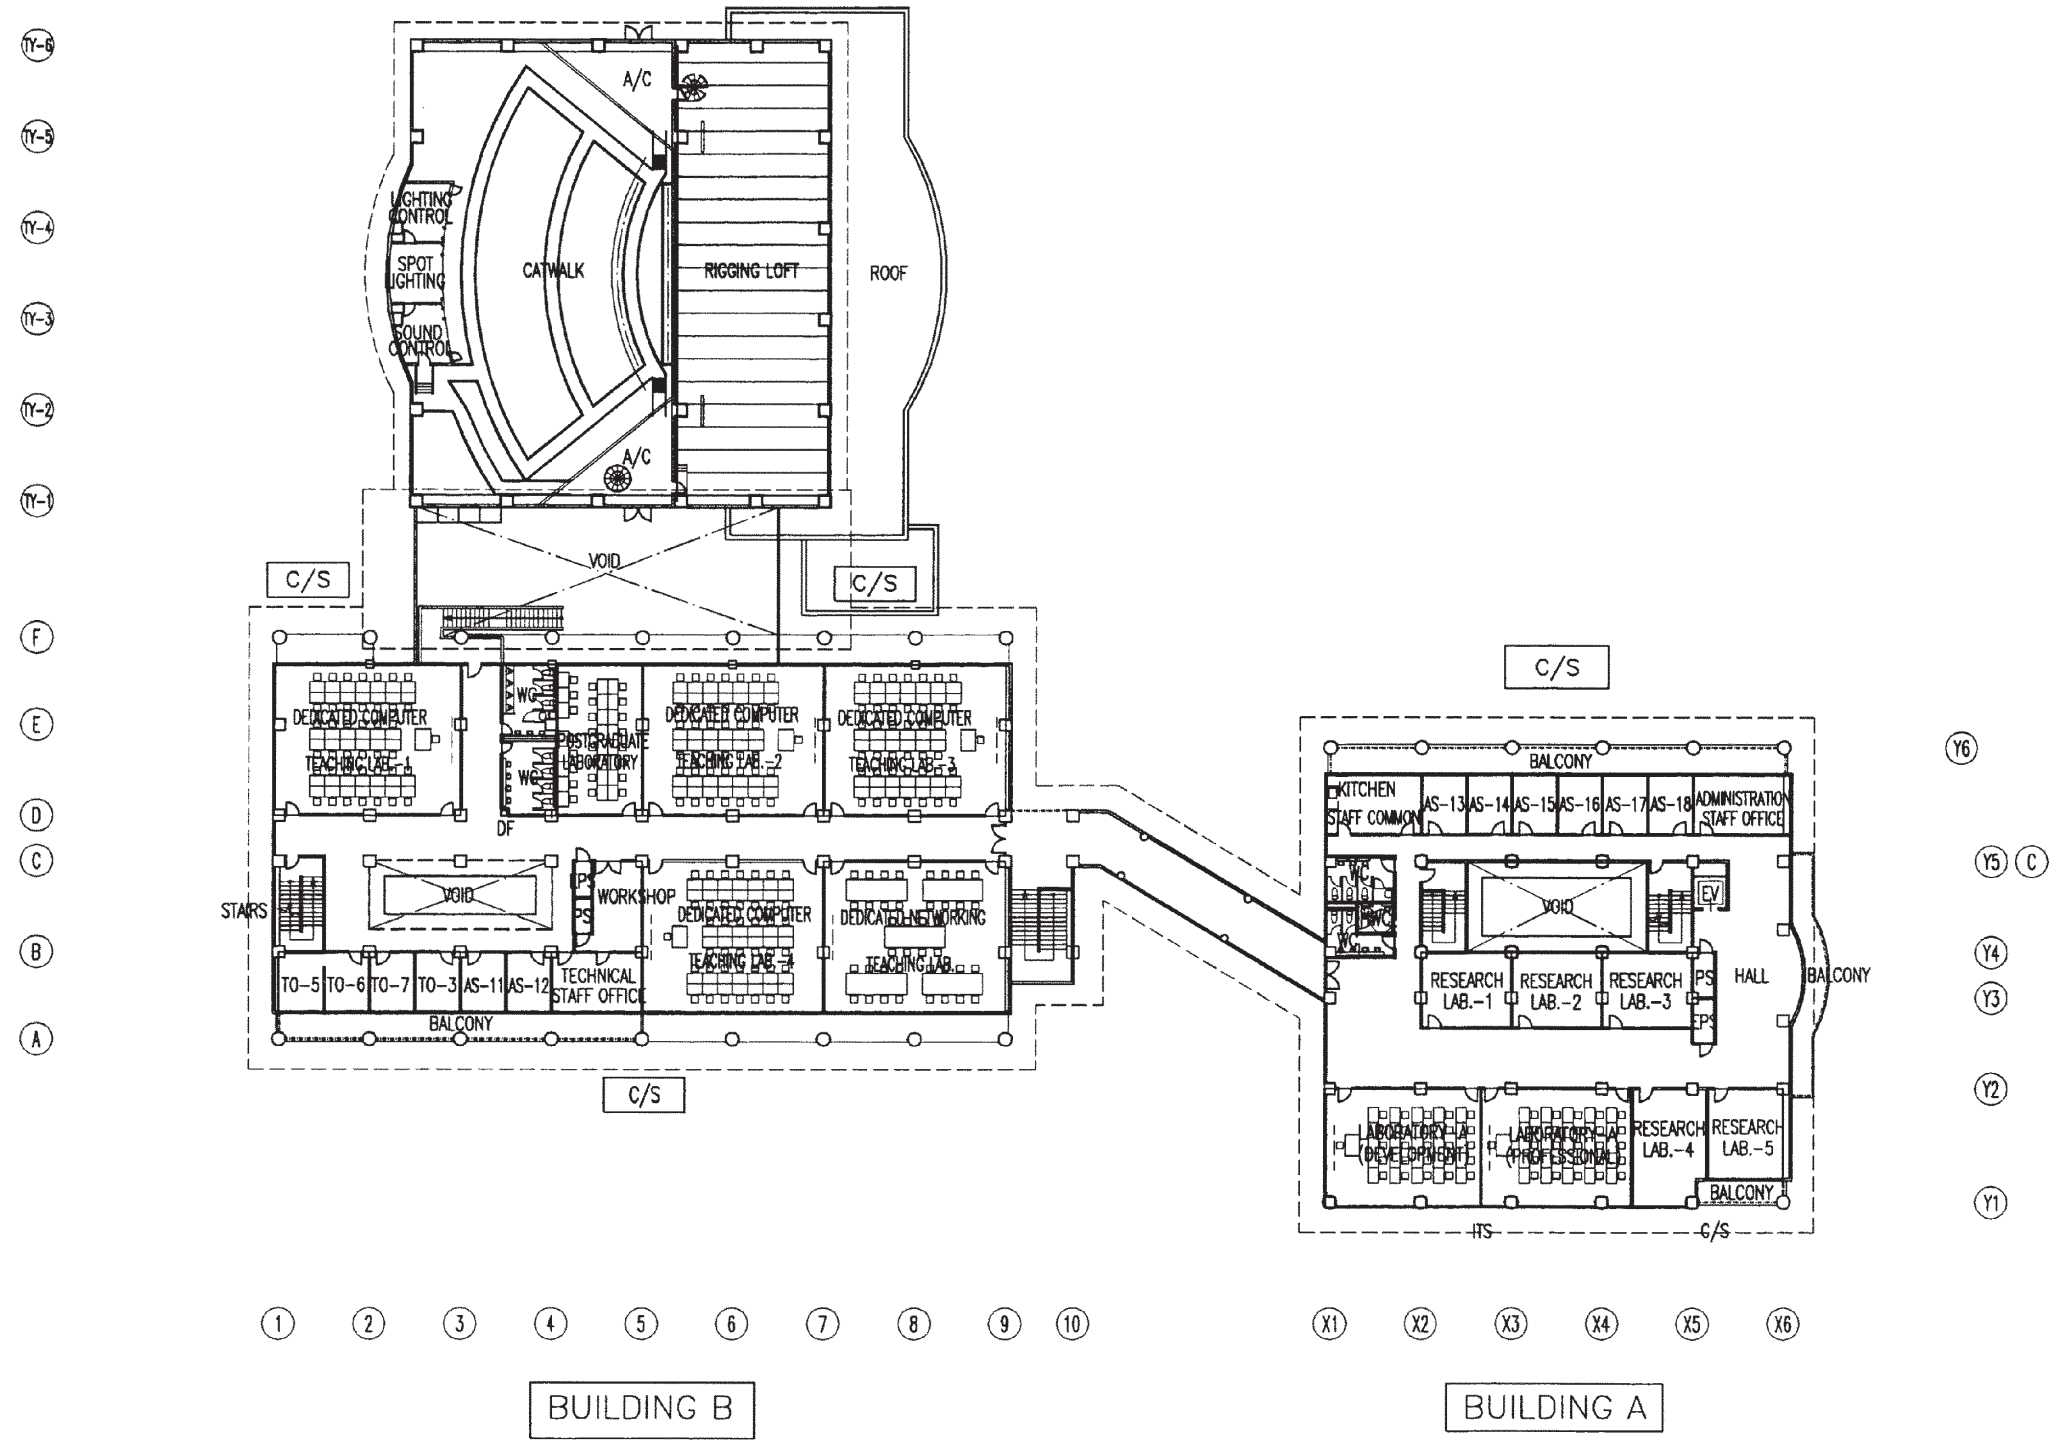 TY-6
TY-5
TY-4
TY-3
TY-2
TY-1
F
E
D
C
B
A
A/C
LIGHTING
CONTROL
SPOT
LIGHTING
SOUND
CONTROL
CATWALK
RIGGING LOFT
ROOF
A/C
VOID
C/S
C/S
WC
DEDICATED COMPUTER
TEACHING LAB.-1
WC
POSTGRADUATE
LABORATORY
DEDICATED COMPUTER
TEACHING LAB.-2
DEDICATED COMPUTER
TEACHING LAB.-3
DF
STAIRS
VOID
EPS
PS
WORKSHOP
DEDICATED COMPUTER
TEACHING LAB.-4
DEDICATED NETWORKING
TEACHING LAB.
TO-5
TO-6
TO-7
TO-3
AS-11
AS-12
TECHNICAL
STAFF OFFICE
BALCONY
C/S
C/S
BALCONY
KITCHEN
STAFF COMMON
AS-13
AS-14
AS-15
AS-16
AS-17
AS-18
ADMINISTRATION
STAFF OFFICE
WC
WC
WC
VOID
EV
RESEARCH
LAB.-1
RESEARCH
LAB.-2
RESEARCH
LAB.-3
PS
EPS
HALL
BALCONY
LABORATORY-A
(DEVELOPMENT)
LABORATORY-A
(PROFESSIONAL)
RESEARCH
LAB.-4
RESEARCH
LAB.-5
BALCONY
ITS
C/S
Y6
Y5
C
Y4
Y3
Y2
Y1
1
2
3
4
5
6
7
8
9
10
X1
X2
X3
X4
X5
X6
BUILDING B
BUILDING A